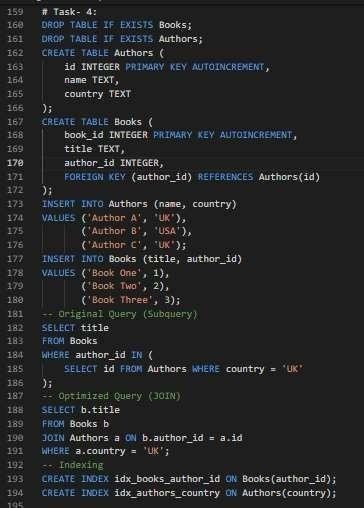 159 # Task- 4:
160 DROP TABLE IF EXISTS Books;
161 DROP TABLE IF EXISTS Authors;
162 CREATE TABLE Authors (
163     id INTEGER PRIMARY KEY AUTOINCREMENT,
164     name TEXT,
165     country TEXT
166 );
167 CREATE TABLE Books (
168     book_id INTEGER PRIMARY KEY AUTOINCREMENT,
169     title TEXT,
170     author_id INTEGER,
171     FOREIGN KEY (author_id) REFERENCES Authors(id)
172 );
173 INSERT INTO Authors (name, country)
174 VALUES ('Author A', 'UK'),
175        ('Author B', 'USA'),
176        ('Author C', 'UK');
177 INSERT INTO Books (title, author_id)
178 VALUES ('Book One', 1),
179        ('Book Two', 2),
180        ('Book Three', 3);
181 -- Original Query (Subquery)
182 SELECT title
183 FROM Books
184 WHERE author_id IN (
185     SELECT id FROM Authors WHERE country = 'UK'
186 );
187 -- Optimized Query (JOIN)
188 SELECT b.title
189 FROM Books b
190 JOIN Authors a ON b.author_id = a.id
191 WHERE a.country = 'UK';
192 -- Indexing
193 CREATE INDEX idx_books_author_id ON Books(author_id);
194 CREATE INDEX idx_authors_country ON Authors(country);
195